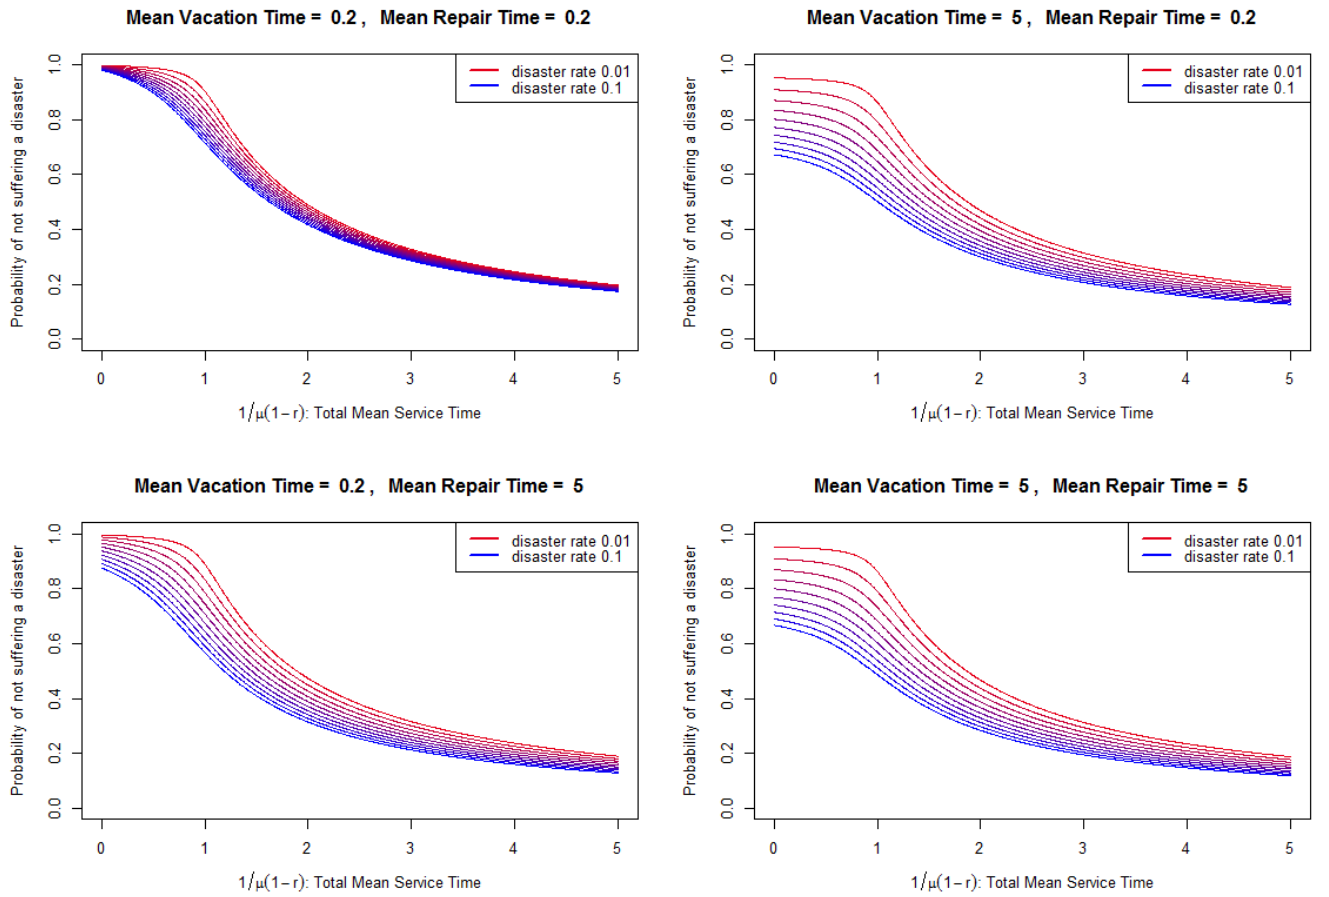 Mean Vacation Time = 0.2 , Mean Repair Time = 0.2
Probability of not suffering a disaster
0.0 0.2 0.4 0.6 0.8 1.0
disaster rate 0.01
disaster rate 0.1
0 1 2 3 4 5
1/μ(1−r): Total Mean Service Time
Mean Vacation Time = 5 , Mean Repair Time = 0.2
Probability of not suffering a disaster
0.0 0.2 0.4 0.6 0.8 1.0
disaster rate 0.01
disaster rate 0.1
0 1 2 3 4 5
1/μ(1−r): Total Mean Service Time
Mean Vacation Time = 0.2 , Mean Repair Time = 5
Probability of not suffering a disaster
0.0 0.2 0.4 0.6 0.8 1.0
disaster rate 0.01
disaster rate 0.1
0 1 2 3 4 5
1/μ(1−r): Total Mean Service Time
Mean Vacation Time = 5 , Mean Repair Time = 5
Probability of not suffering a disaster
0.0 0.2 0.4 0.6 0.8 1.0
disaster rate 0.01
disaster rate 0.1
0 1 2 3 4 5
1/μ(1−r): Total Mean Service Time